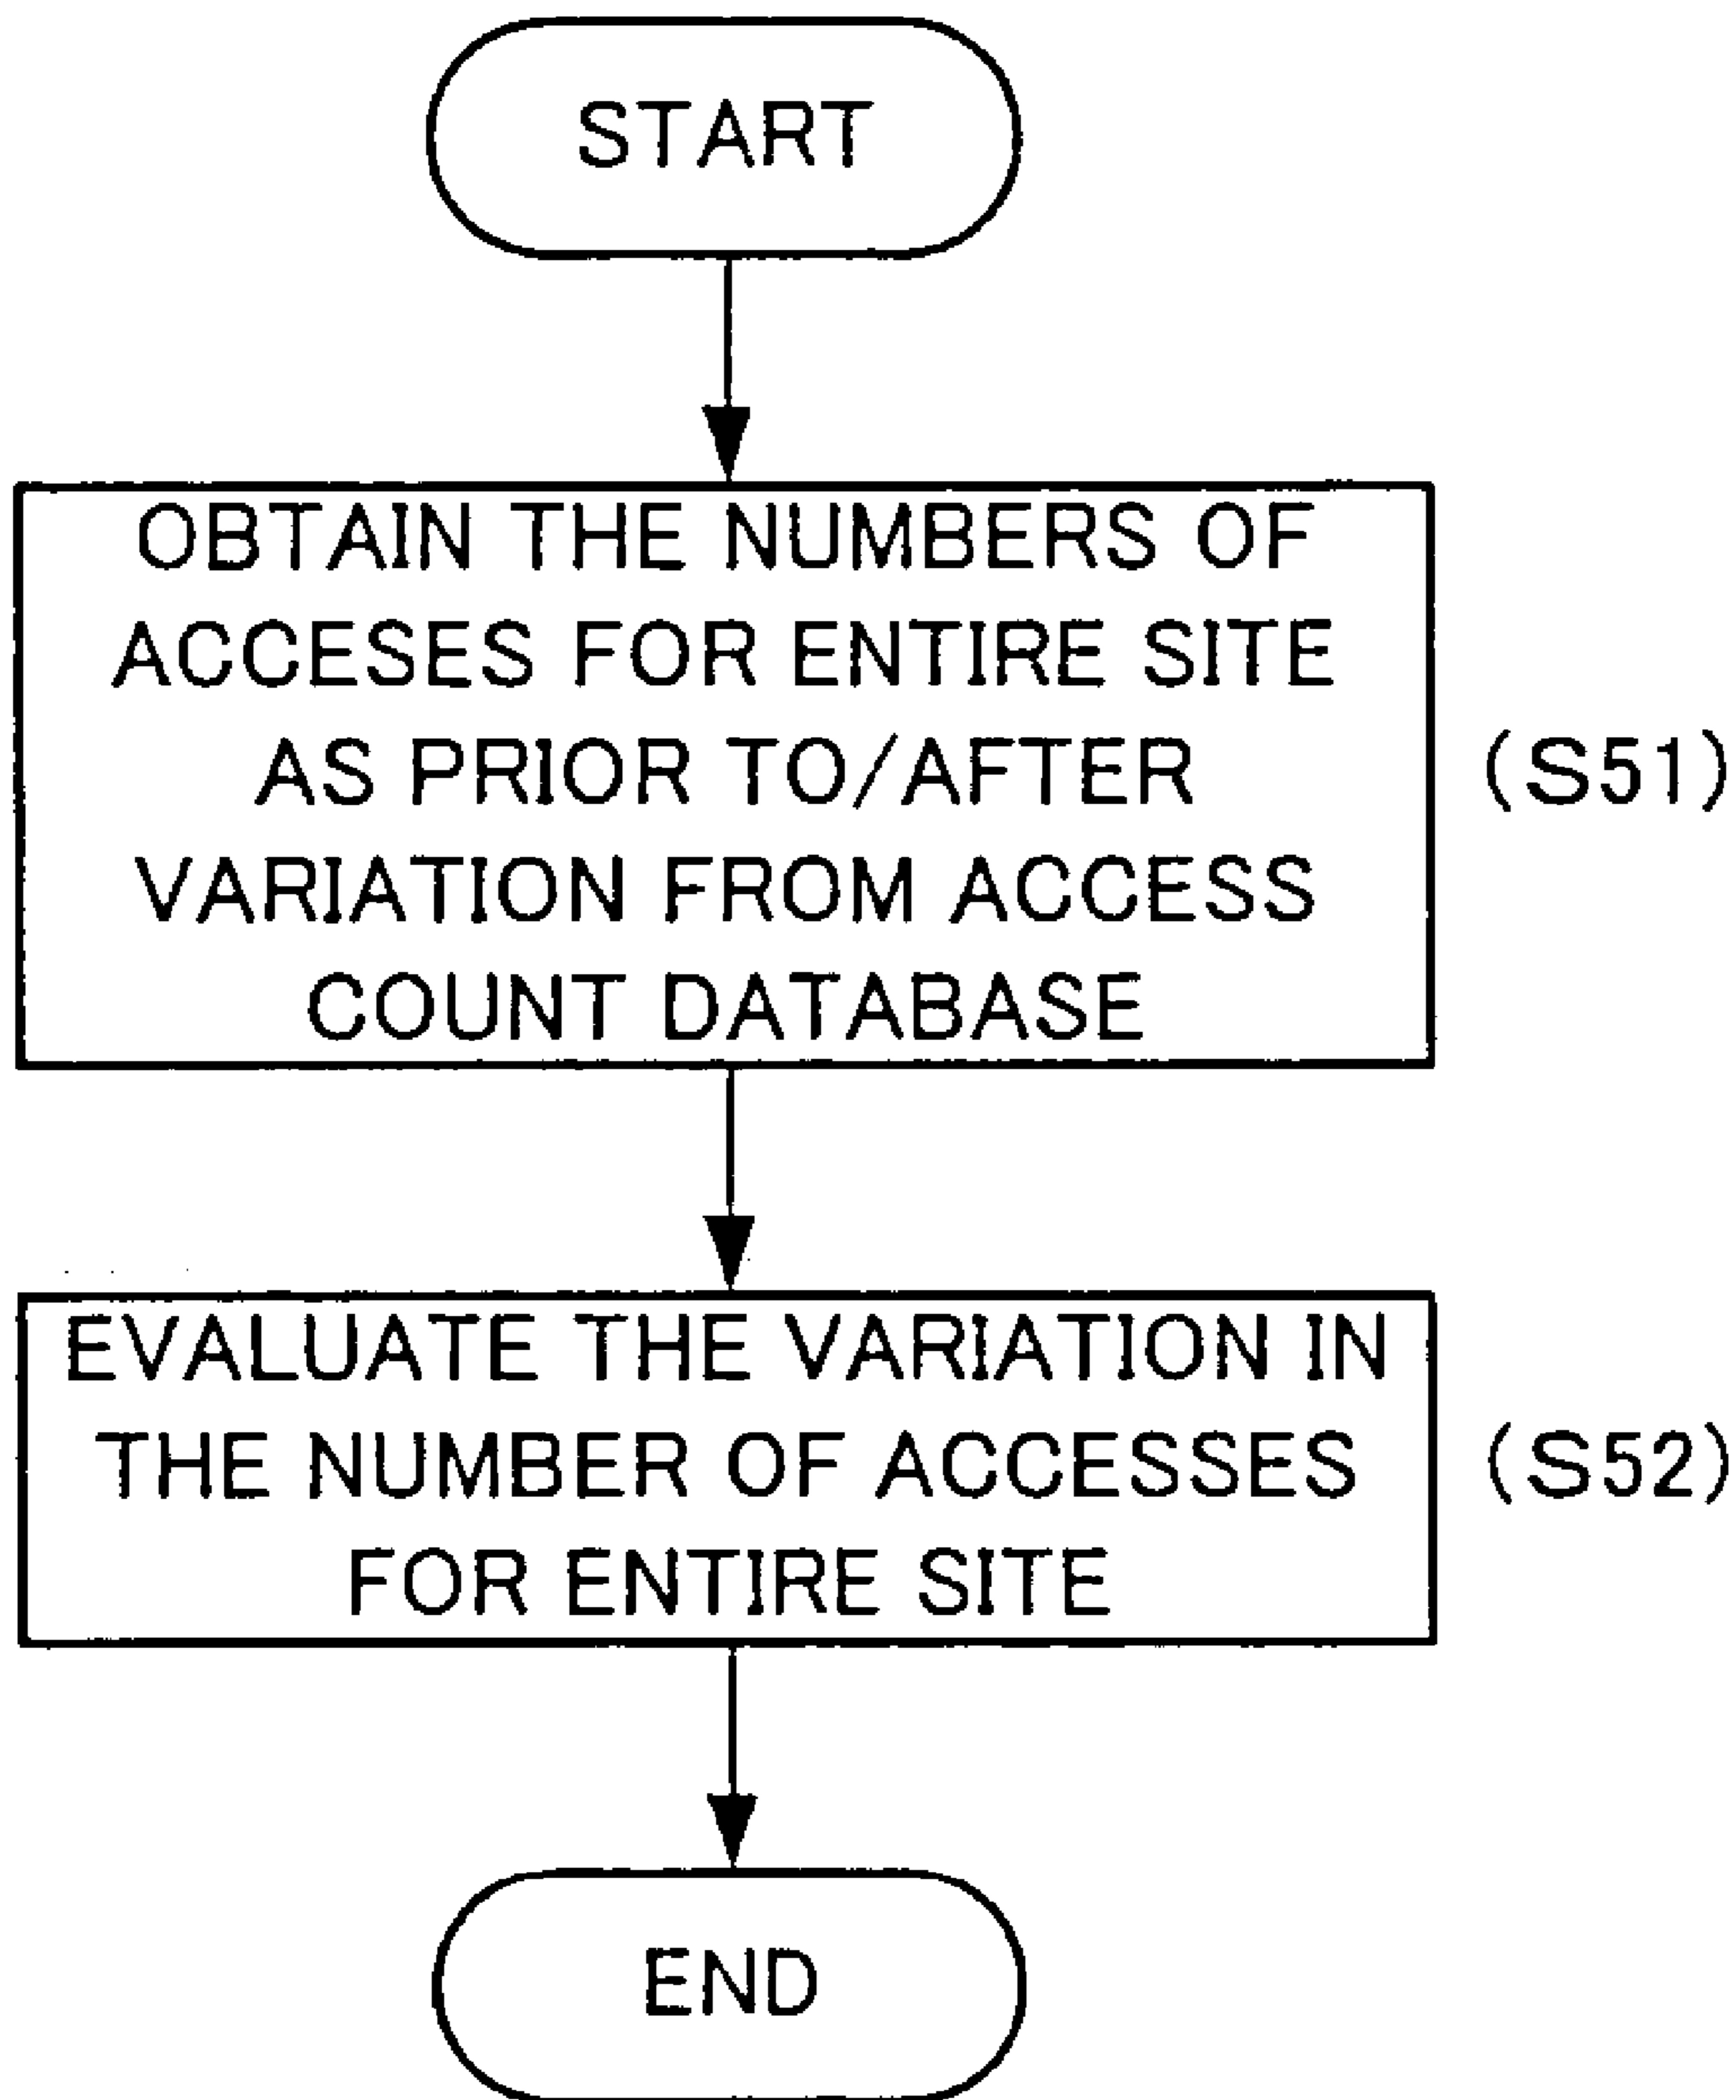 START
OBTAIN THE NUMBERS OF
ACCESES FOR ENTIRE SITE
AS PRIOR TO/AFTER
VARIATION FROM ACCESS
COUNT DATABASE
(S51)
EVALUATE THE VARIATION IN
THE NUMBER OF ACCESSES
FOR ENTIRE SITE
(S52)
END